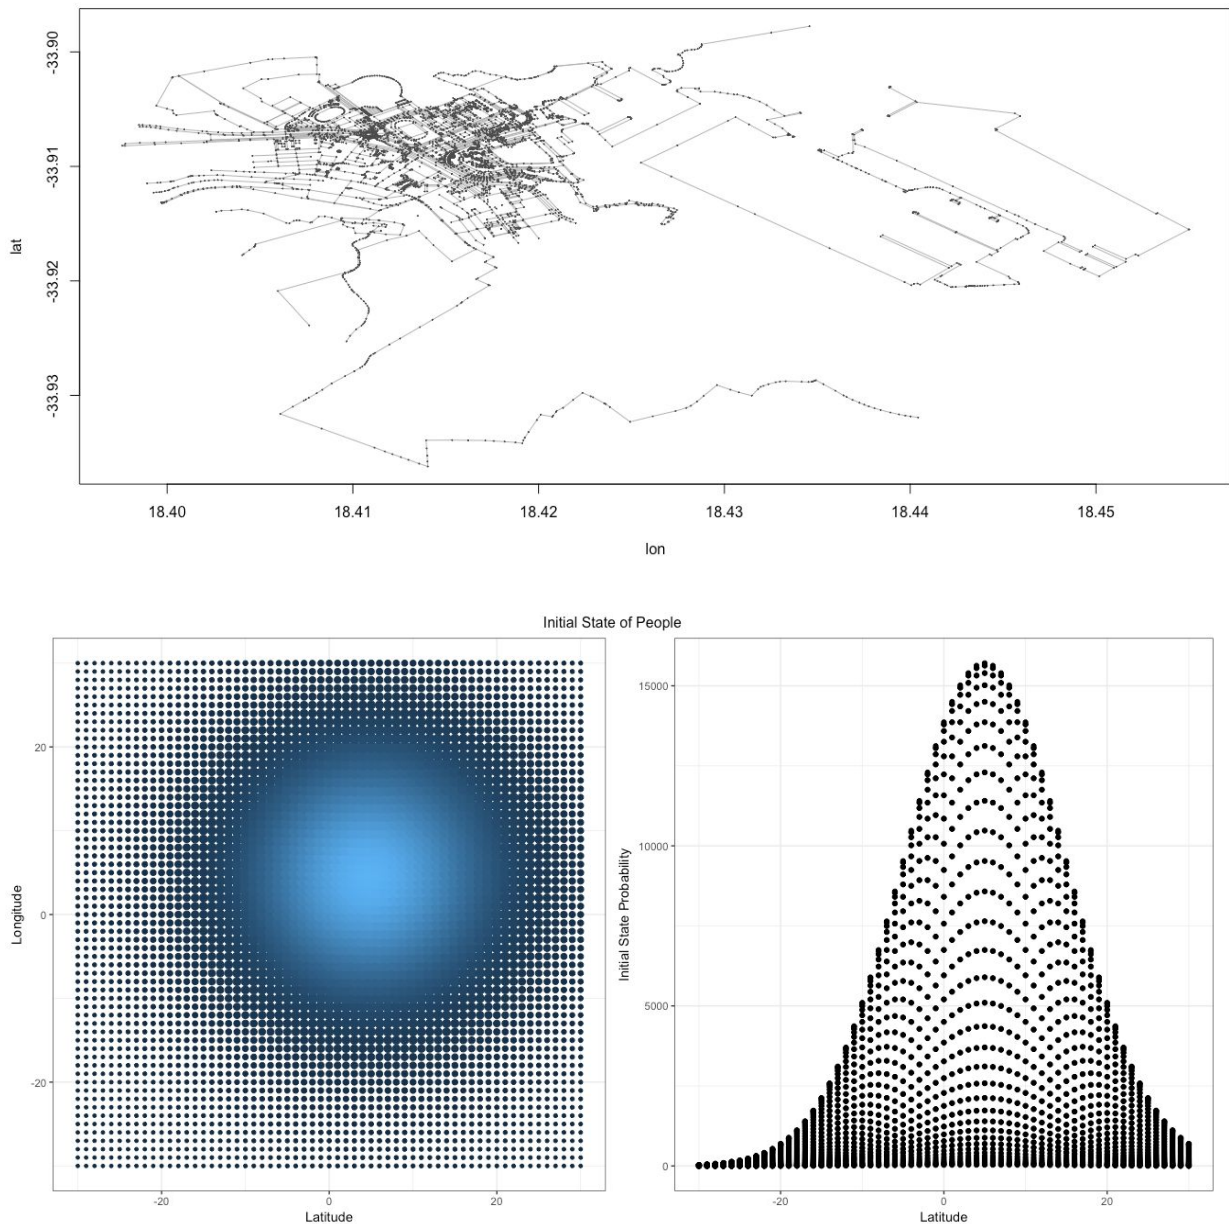 -33.90
-33.91
-33.92
-33.93
lat
18.40 18.41 18.42 18.43 18.44 18.45
lon
Initial State of People
20
0
-20
Longitude
-20 0 20
Latitude
15000
10000
5000
0
Initial State Probability
-20 0 20
Latitude